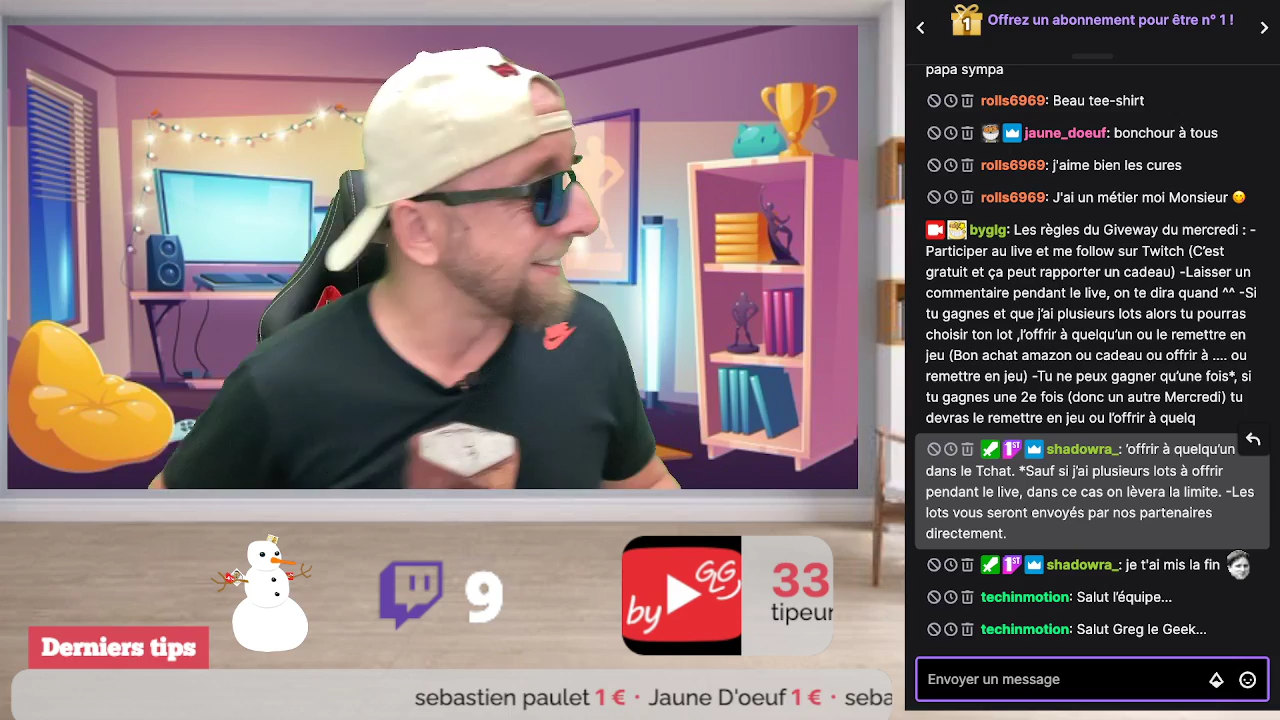 Offrez un abonnement pour être n° 1 !
1
papa sympa
rolls6969: Beau tee-shirt
jaune_doeuf: bonchour à tous
rolls6969: j'aime bien les cures
rolls6969: J'ai un métier moi Monsieur 😋
byglg: Les règles du Giveway du mercredi : -
Participer au live et me follow sur Twitch (C’est
gratuit et ça peut rapporter un cadeau) -Laisser un
commentaire pendant le live, on te dira quand ^^ -Si
tu gagnes et que j’ai plusieurs lots alors tu pourras
choisir ton lot ,l’offrir à quelqu’un ou le remettre en
jeu (Bon achat amazon ou cadeau ou offrir à .... ou
remettre en jeu) -Tu ne peux gagner qu’une fois*, si
tu gagnes une 2e fois (donc un autre Mercredi) tu
devras le remettre en jeu ou l’offrir à quelq
1ST shadowra_: ’offrir à quelqu’un
dans le Tchat. *Sauf si j’ai plusieurs lots à offrir
pendant le live, dans ce cas on lèvera la limite. -Les
lots vous seront envoyés par nos partenaires
directement.
1ST shadowra_: je t'ai mis la fin
techinmotion: Salut l’équipe...
techinmotion: Salut Greg le Geek...
Envoyer un message
9
by GLG
33
tipeur
Derniers tips
sebastien paulet 1 € · Jaune D'oeuf 1 € · seba